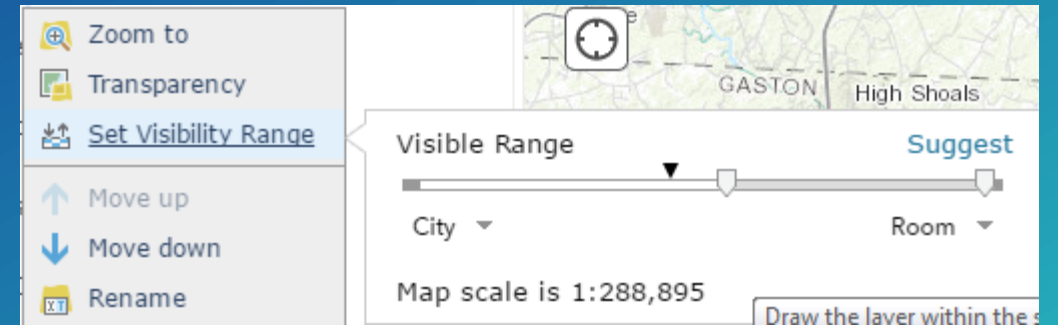 Zoom to
Transparency
Set Visibility Range
Move up
Move down
Rename
GASTON
High Shoals
Visible Range
Suggest
City
Room
Map scale is 1:288,895
Draw the layer within the